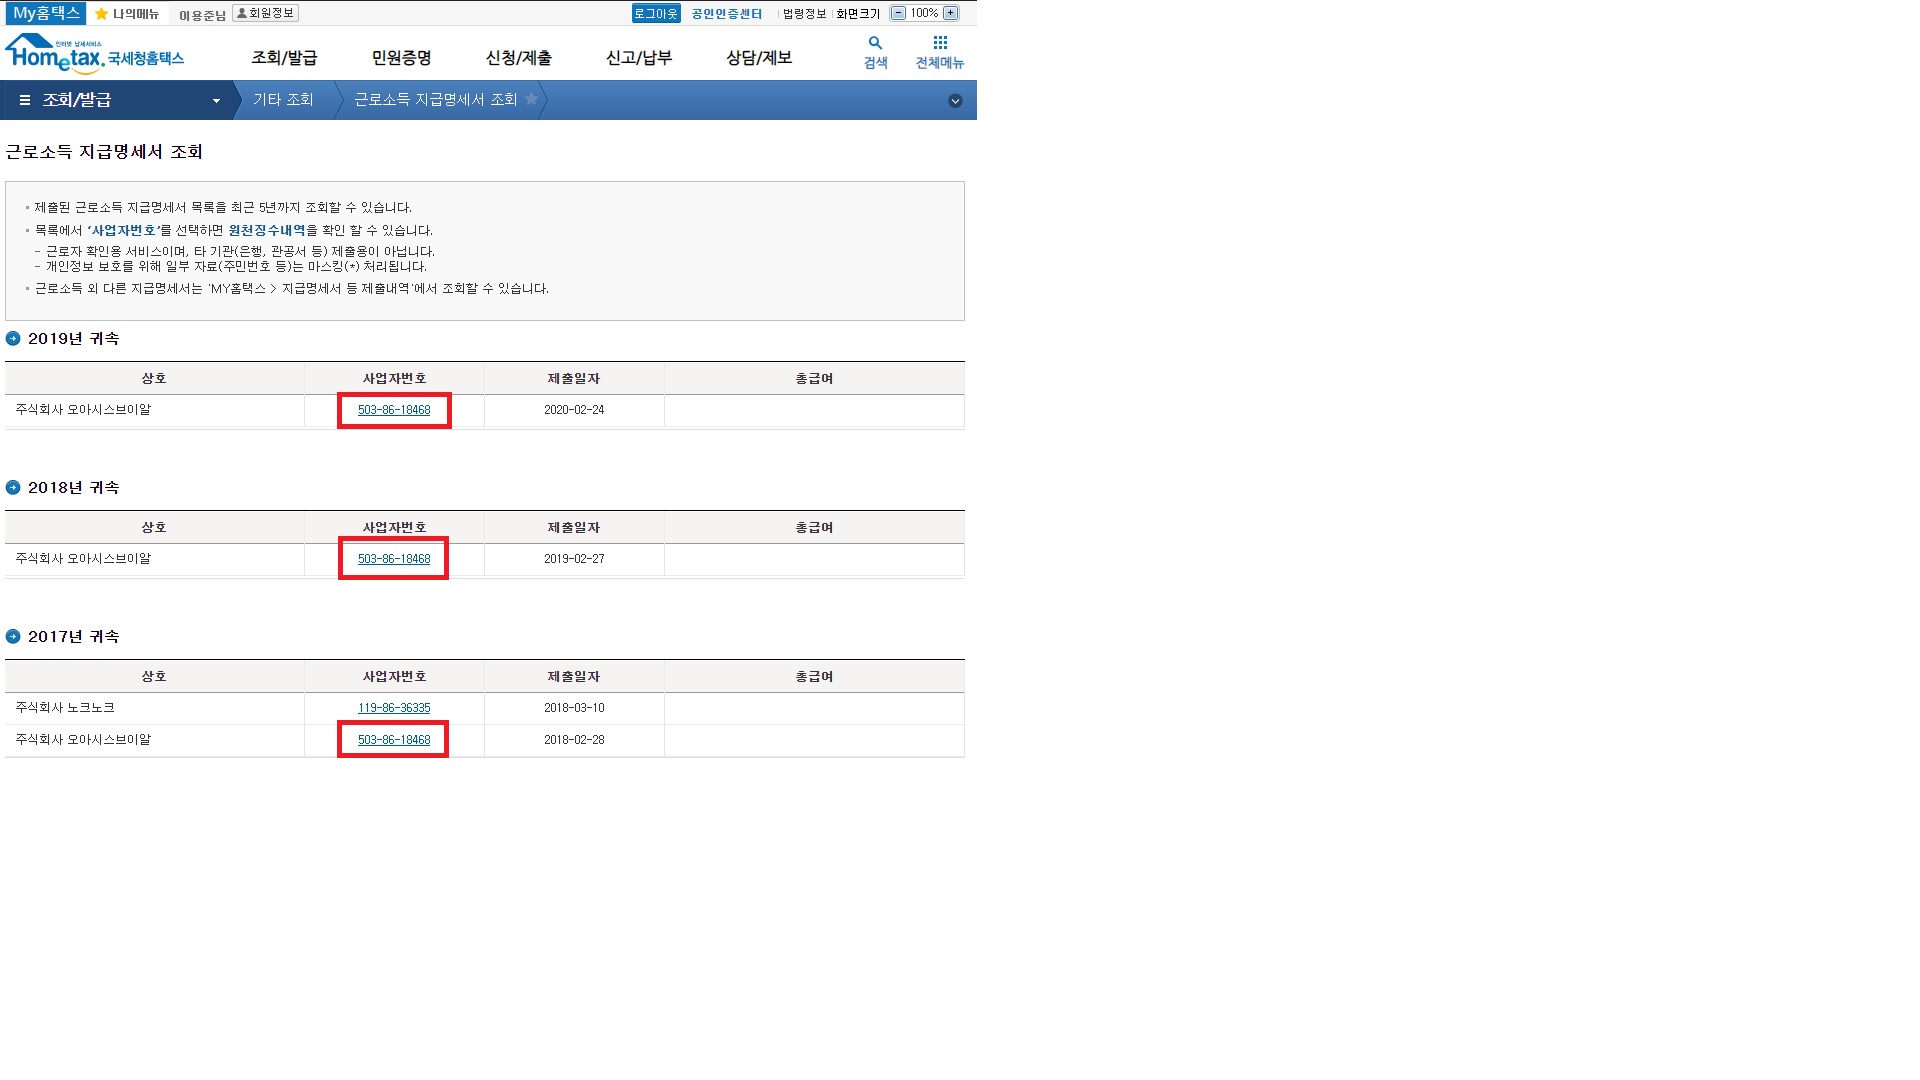 My홈택스 나의메뉴 이용준님 회원정보 로그아웃 공인인증센터 법령정보 화면크기 100%
인터넷 납세서비스
Hometax. 국세청홈택스 조회/발급 민원증명 신청/제출 신고/납부 상담/제보 검색 전체메뉴
조회/발급 기타 조회 근로소득 지급명세서 조회
근로소득 지급명세서 조회
제출된 근로소득 지급명세서 목록을 최근 5년까지 조회할 수 있습니다.
목록에서 '사업자번호'를 선택하면 원천징수내역을 확인 할 수 있습니다.
- 근로자 확인용 서비스이며, 타 기관(은행, 관공서 등) 제출용이 아닙니다.
- 개인정보 보호를 위해 일부 자료(주민번호 등)는 마스킹(*) 처리됩니다.
근로소득 외 다른 지급명세서는 'MY홈택스 > 지급명세서 등 제출내역'에서 조회할 수 있습니다.
2019년 귀속
상호 사업자번호 제출일자 총급여
주식회사 오아시스브이알 503-86-18468 2020-02-24
2018년 귀속
상호 사업자번호 제출일자 총급여
주식회사 오아시스브이알 503-86-18468 2019-02-27
2017년 귀속
상호 사업자번호 제출일자 총급여
주식회사 노크노크 119-86-36335 2018-03-10
주식회사 오아시스브이알 503-86-18468 2018-02-28